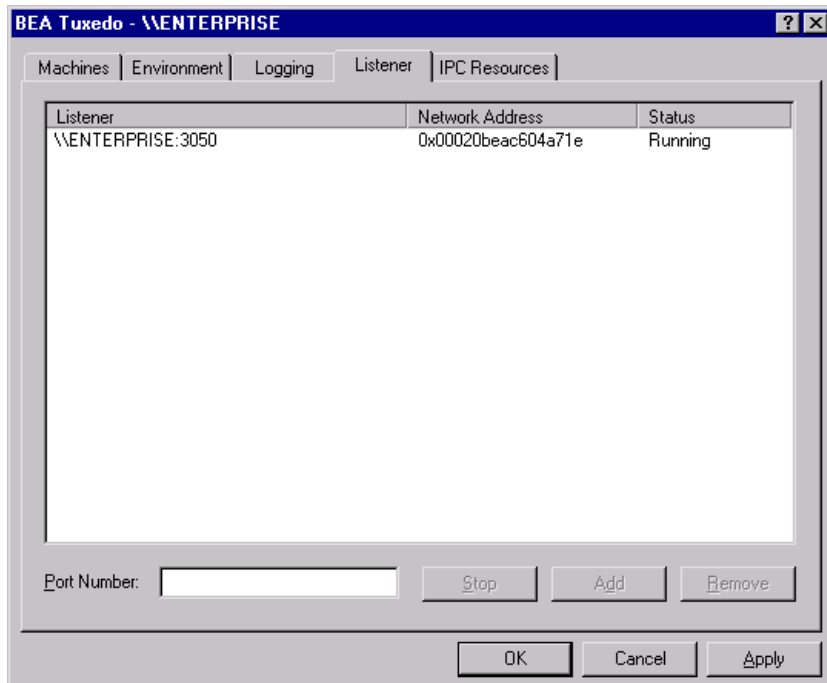 BEA Tuxedo - \\ENTERPRISE
Machines Environment Logging Listener IPC Resources
Listener Network Address Status
\\ENTERPRISE:3050 0x00020beac604a71e Running
Port Number: Stop Add Remove
OK Cancel Apply